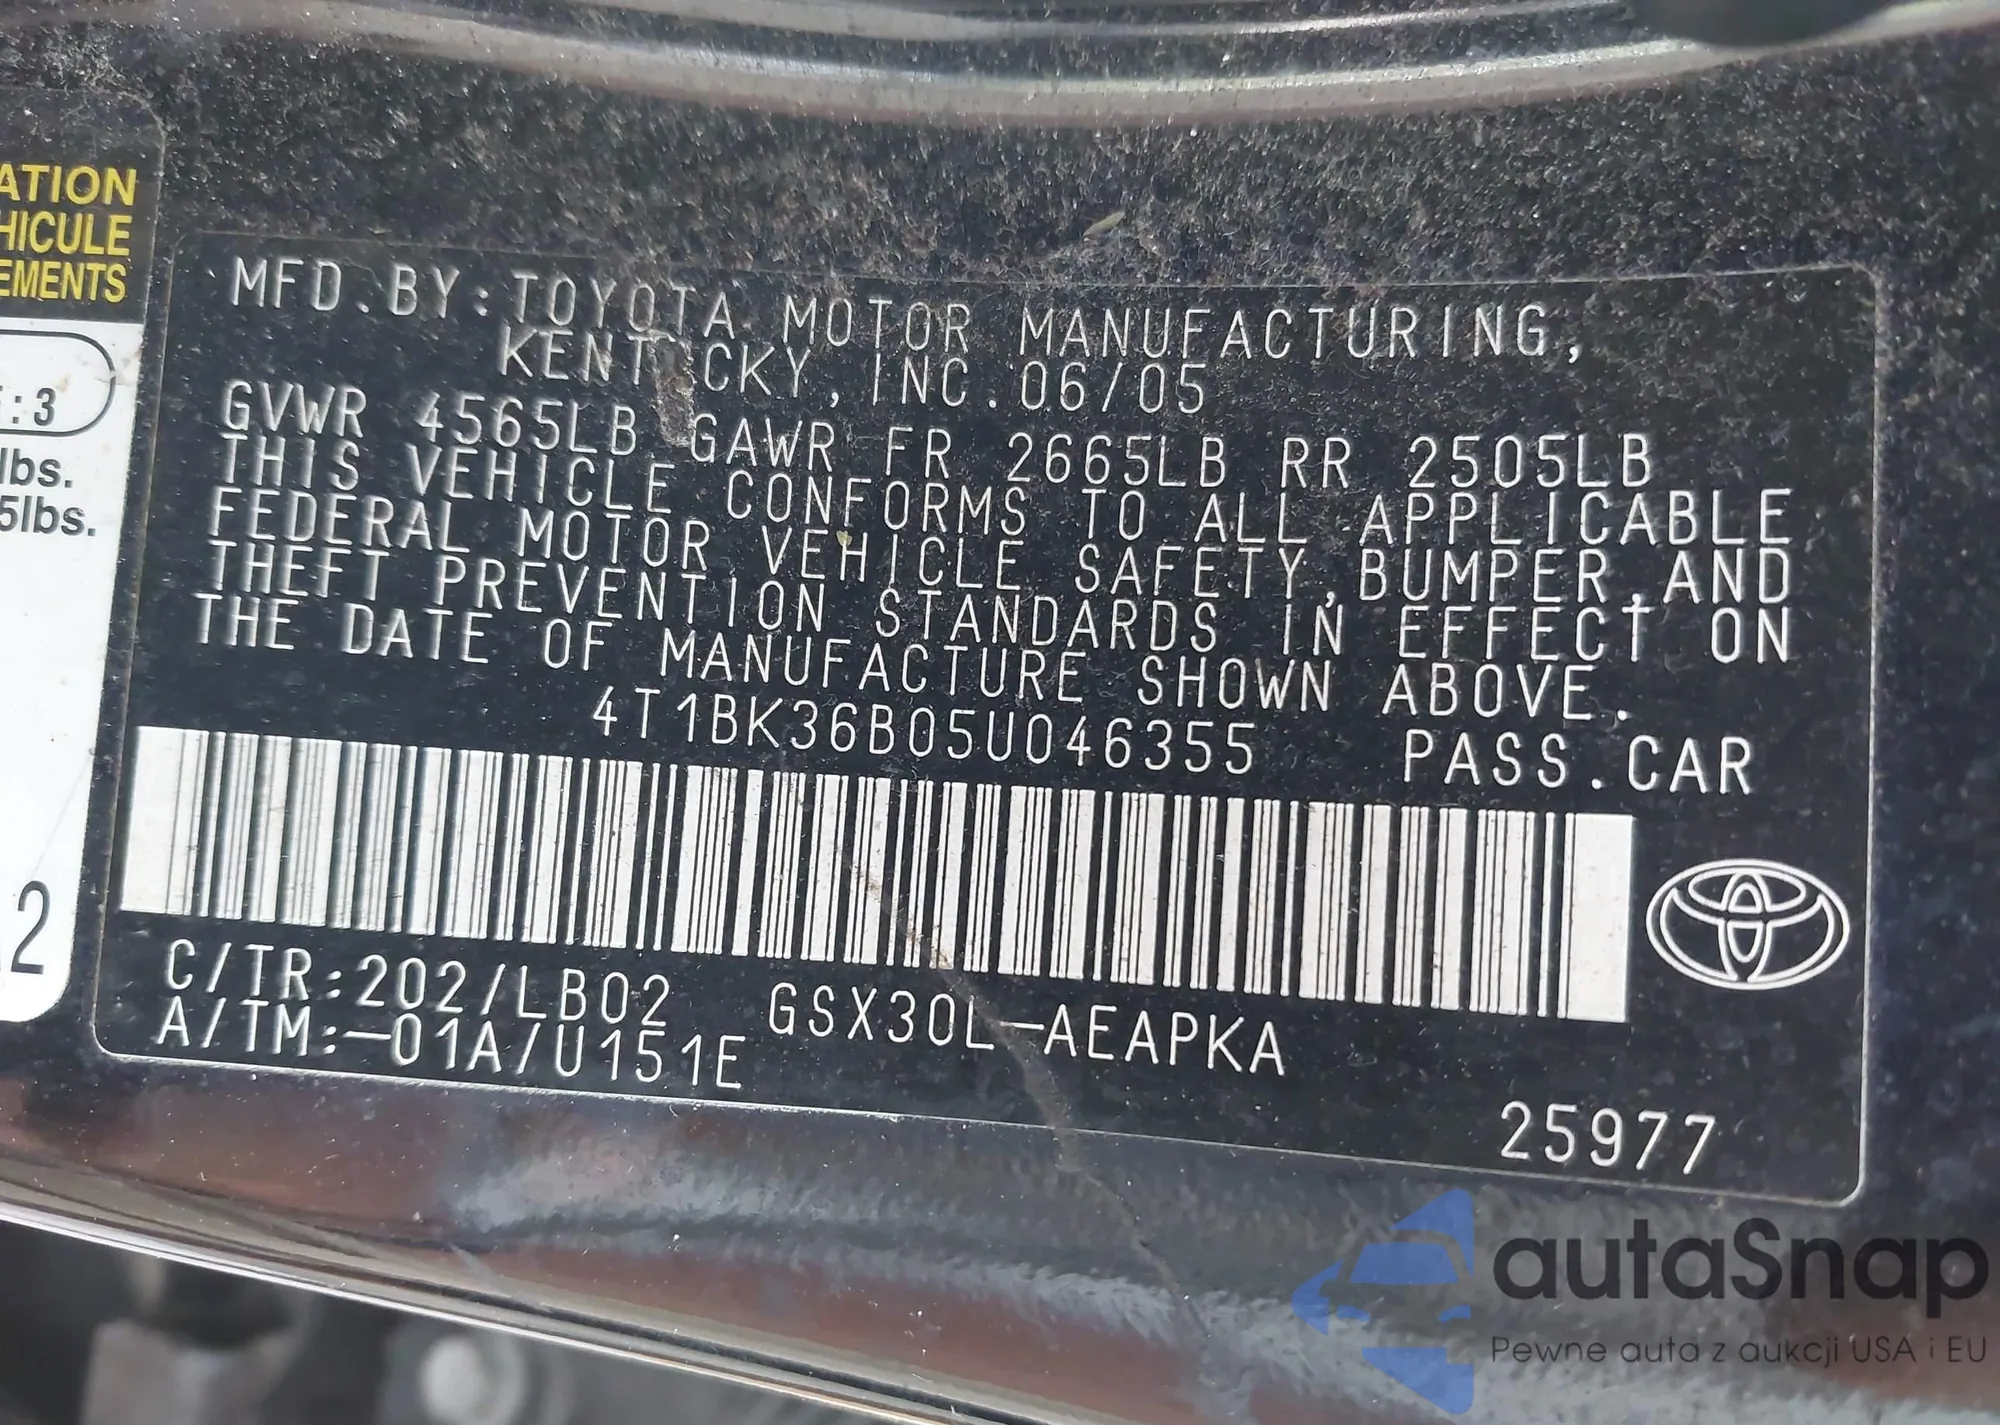 ATION
HICULE
EMENTS
:3
lbs.
5lbs.
2
MFD.BY:TOYOTA MOTOR MANUFACTURING,
KENTUCKY, INC. 06/05
GVWR 4565LB GAWR FR 2665LB RR 2505LB
THIS VEHICLE CONFORMS TO ALL APPLICABLE
FEDERAL MOTOR VEHICLE SAFETY,BUMPER,AND
THEFT PREVENTION STANDARDS IN EFFECT ON
THE DATE OF MANUFACTURE SHOWN ABOVE.
4T1BK36B05U046355 PASS.CAR
C/TR:202/LB02 GSX30L-AEAPKA
A/TM:-01A/U151E
25977
autaSnap
Pewne auta z aukcji USA i EU